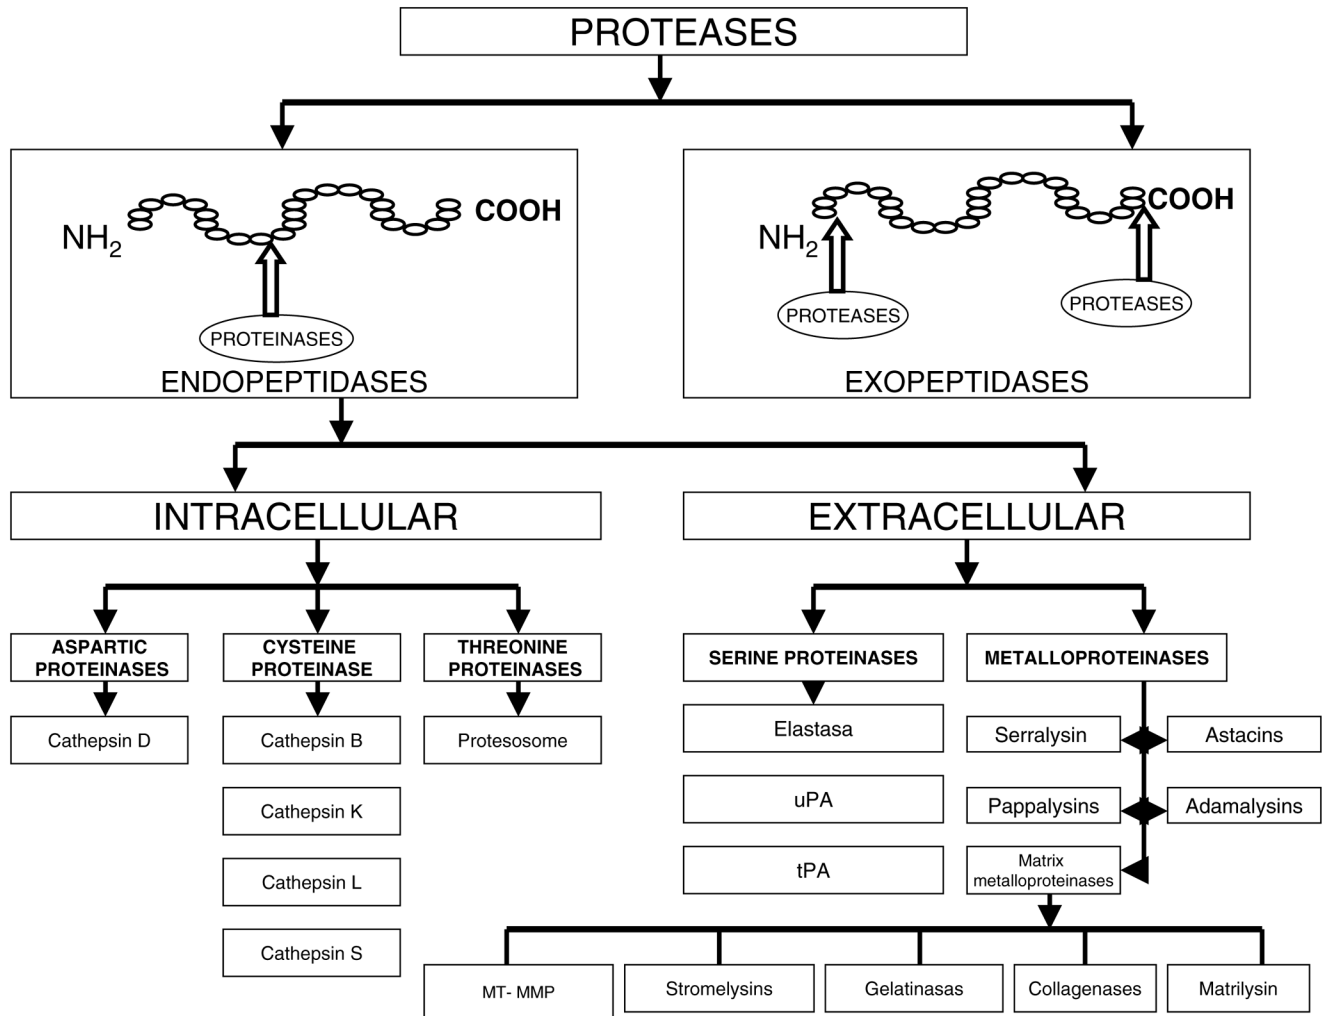 PROTEASES
NH2
COOH
PROTEINASES
ENDOPEPTIDASES
NH2
COOH
PROTEASES
PROTEASES
EXOPEPTIDASES
INTRACELLULAR
EXTRACELLULAR
ASPARTIC
PROTEINASES
CYSTEINE
PROTEINASE
THREONINE
PROTEINASES
SERINE PROTEINASES
METALLOPROTEINASES
Cathepsin D
Cathepsin B
Protesosome
Elastasa
Serralysin
Astacins
Cathepsin K
uPA
Pappalysins
Adamalysins
Cathepsin L
tPA
Matrix
metalloproteinases
Cathepsin S
MT- MMP
Stromelysins
Gelatinasas
Collagenases
Matrilysin